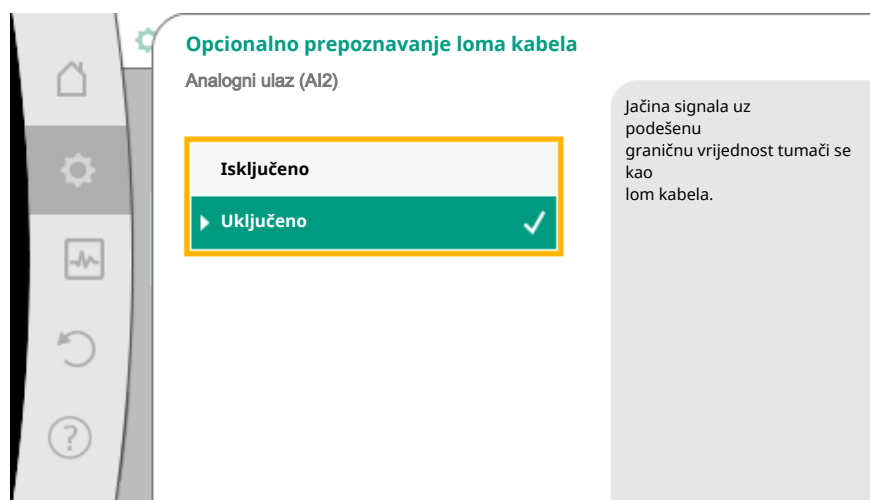 Opcionalno prepoznavanje loma kabela
Analogni ulaz (AI2)
Isključeno
Uključeno
Jačina signala uz
podešenu
graničnu vrijednost tumači se
kao
lom kabela.
?